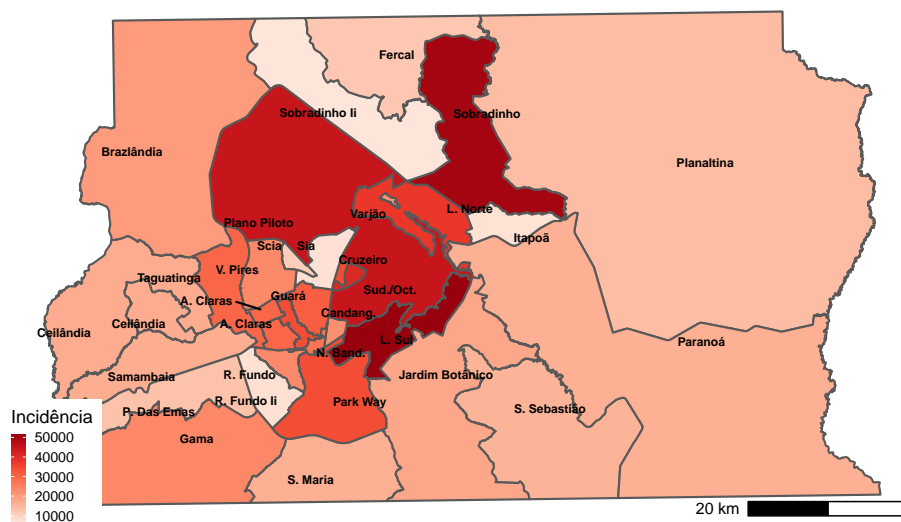 Fercal
Sobradinho Ii
Sobradinho
Brazlândia
Planaltina
L. Norte
Varjão
Plano Piloto
Itapoã
Scia
Sia
Cruzeiro
V. Pires
Taguatinga
Sud./Oct.
Guará
A. Claras
Candang.
Ceilândia
Ceilândia
A. Claras
L. Sul
Paranoá
N. Band.
R. Fundo
Jardim Botânico
Samambaia
R. Fundo Ii
Park Way
S. Sebastião
P. Das Emas
Gama
S. Maria
Incidência
50000
40000
30000
20000
10000
20 km